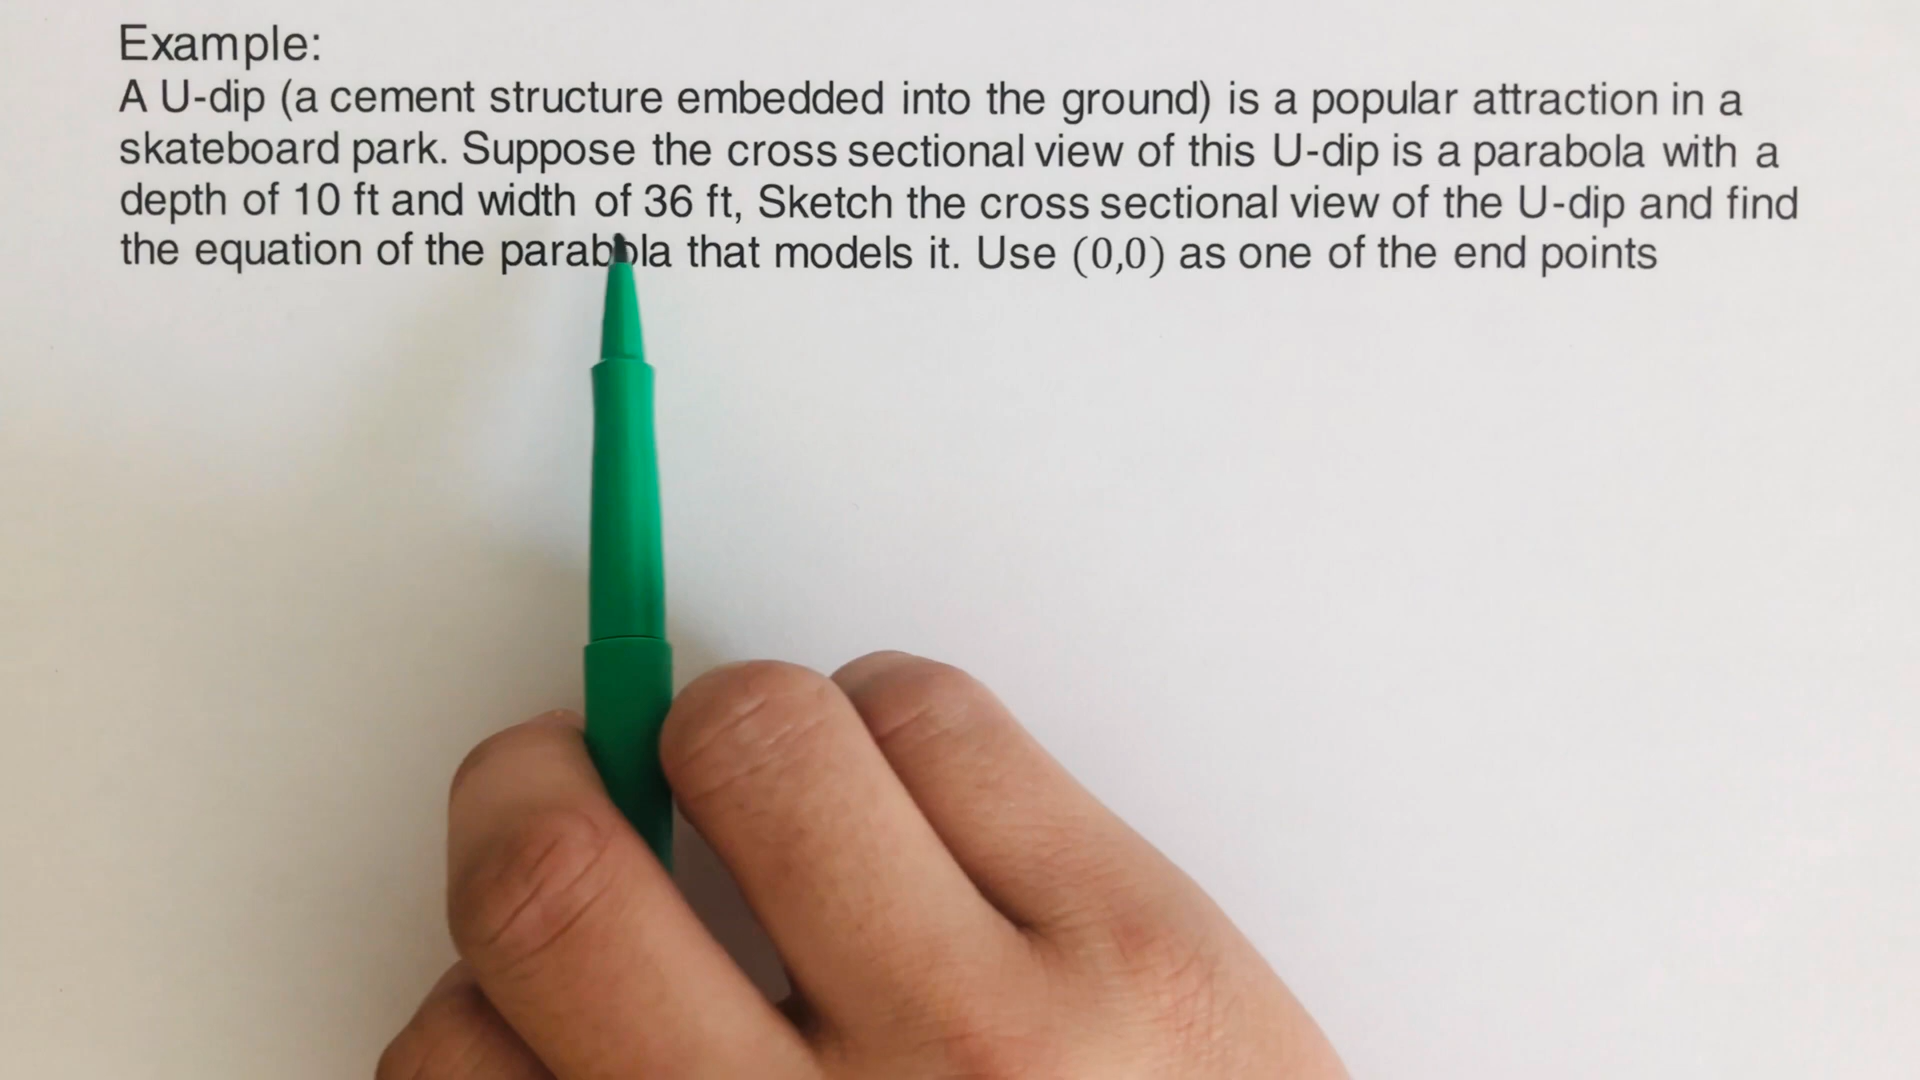 Example:
A U-dip (a cement structure embedded into the ground) is a popular attraction in a
skateboard park. Suppose the cross sectional view of this U-dip is a parabola with a
depth of 10 ft and width of 36 ft, Sketch the cross sectional view of the U-dip and find
the equation of the parabola that models it. Use (0,0) as one of the end points